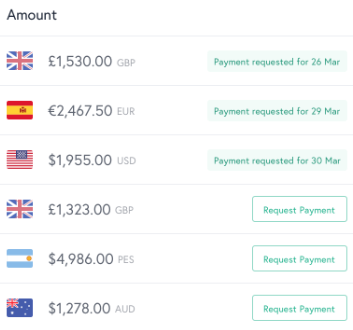 Amount
£1,530.00 GBP Payment requested for 26 Mar
€2,467.50 EUR Payment requested for 29 Mar
$1,955.00 USD Payment requested for 30 Mar
£1,323.00 GBP Request Payment
$4,986.00 PES Request Payment
$1,278.00 AUD Request Payment